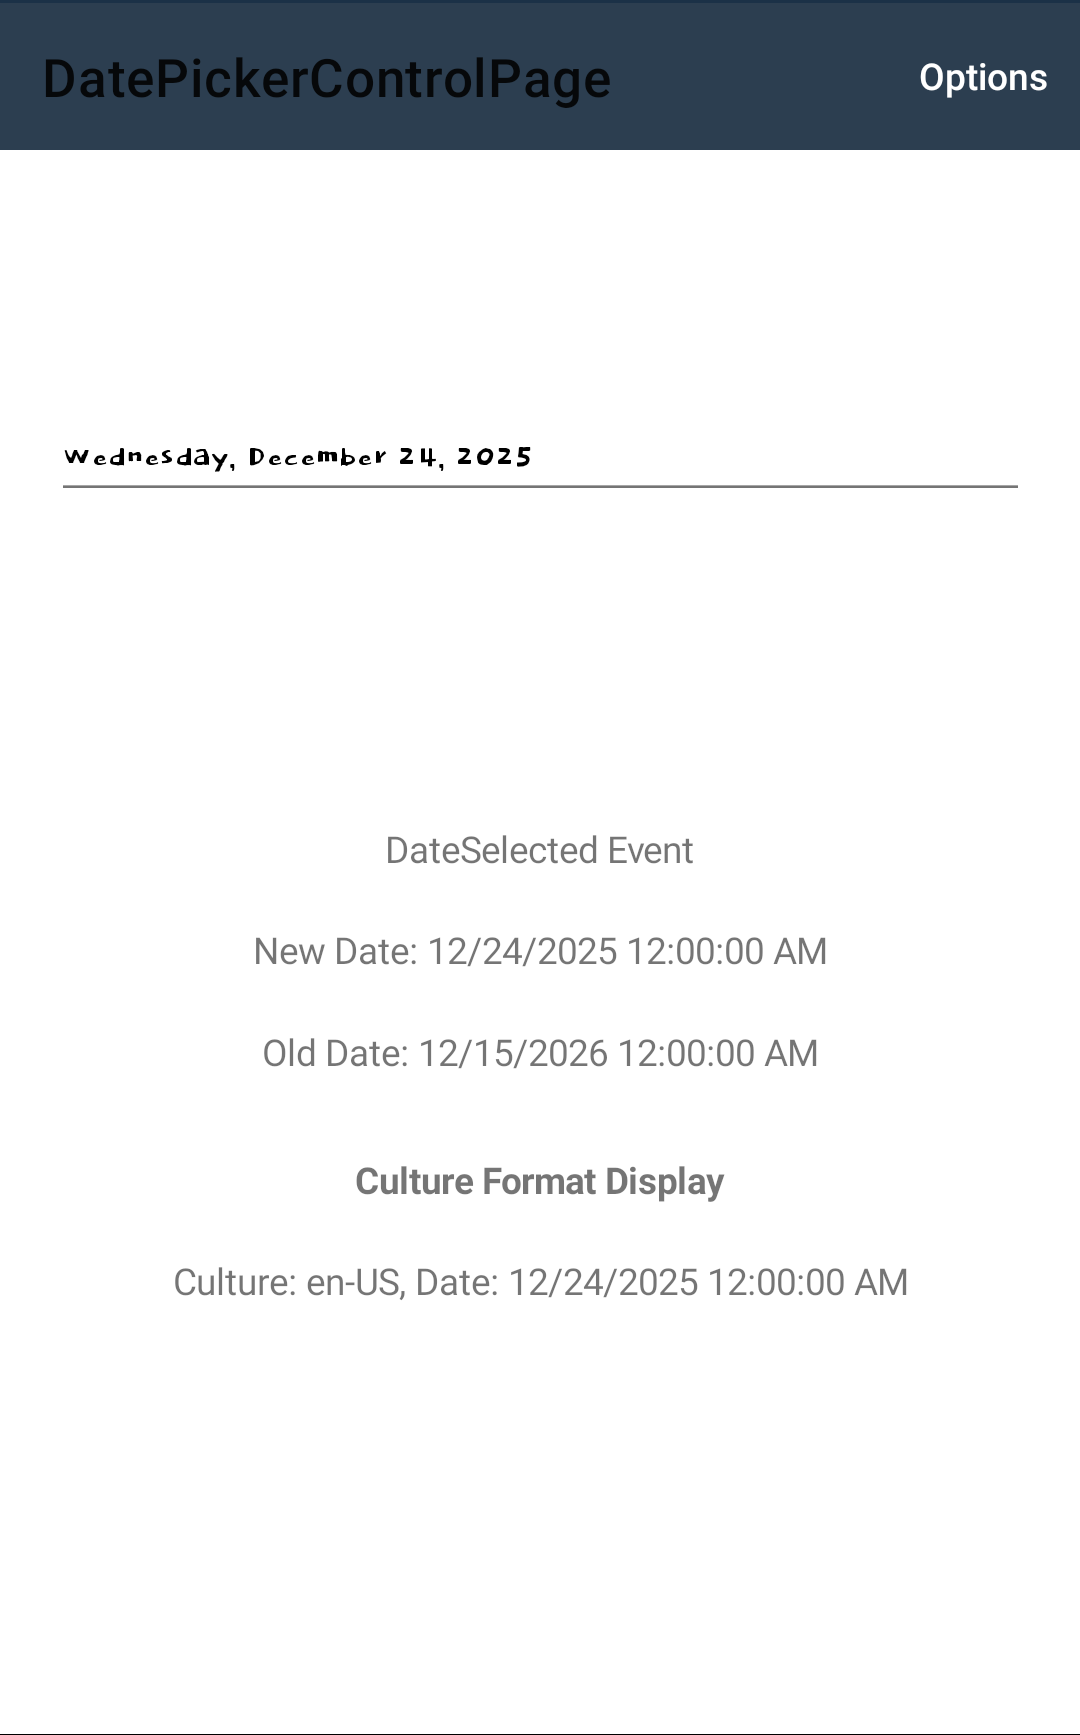 DatePickerControlPage Options
Wednesday, December 24, 2025
DateSelected Event
New Date: 12/24/2025 12:00:00 AM
Old Date: 12/15/2026 12:00:00 AM
Culture Format Display
Culture: en-US, Date: 12/24/2025 12:00:00 AM